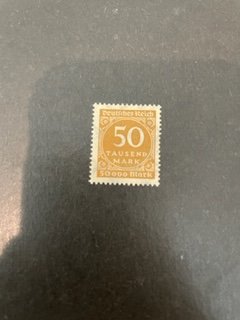 Deutsches Reich
50
TAUSEND
MARK
50 000 Mark